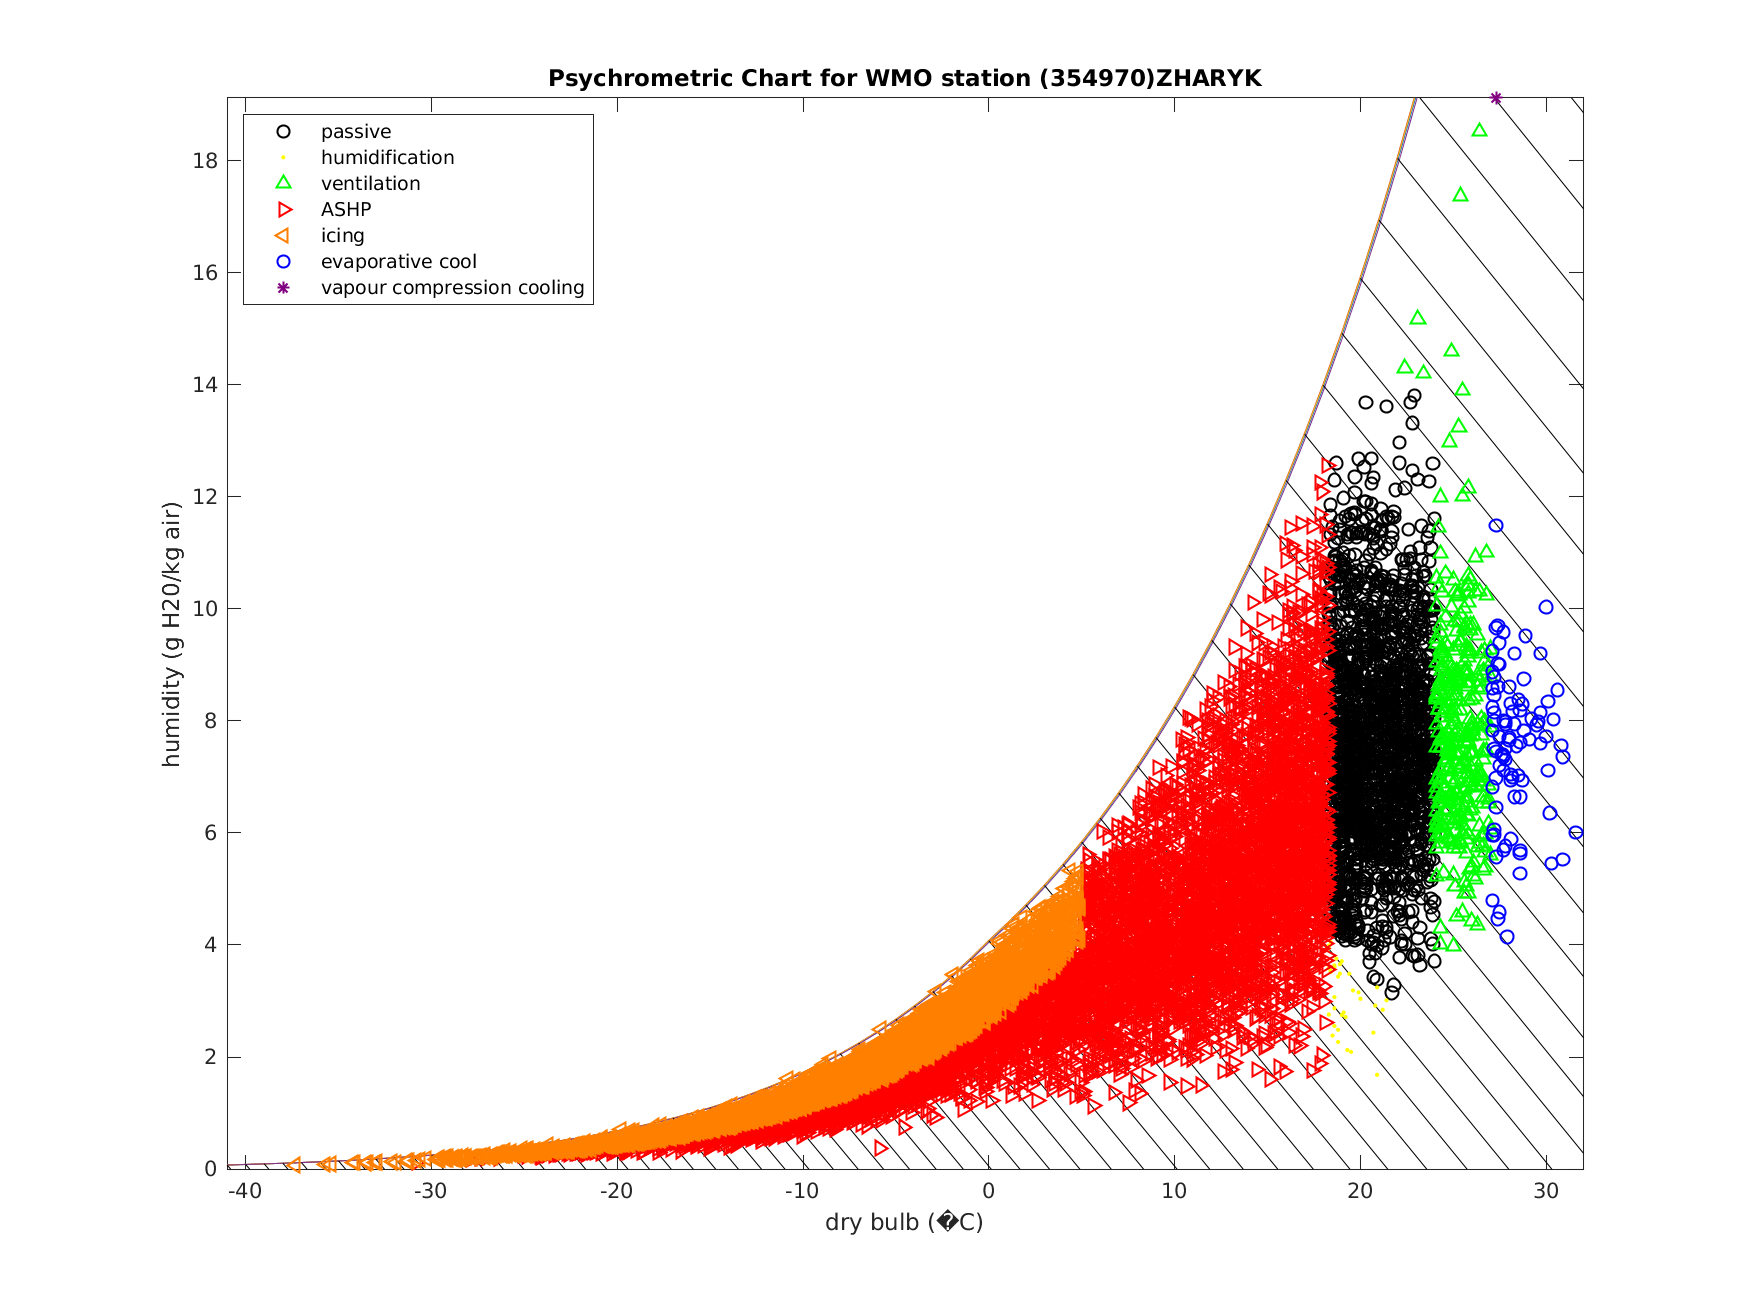 Psychrometric Chart for WMO station (354970)ZHARYK
passive
humidification
ventilation
ASHP
icing
evaporative cool
vapour compression cooling
humidity (g H20/kg air)
18
16
14
12
10
8
6
4
2
0
-40 -30 -20 -10 0 10 20 30
dry bulb (�C)